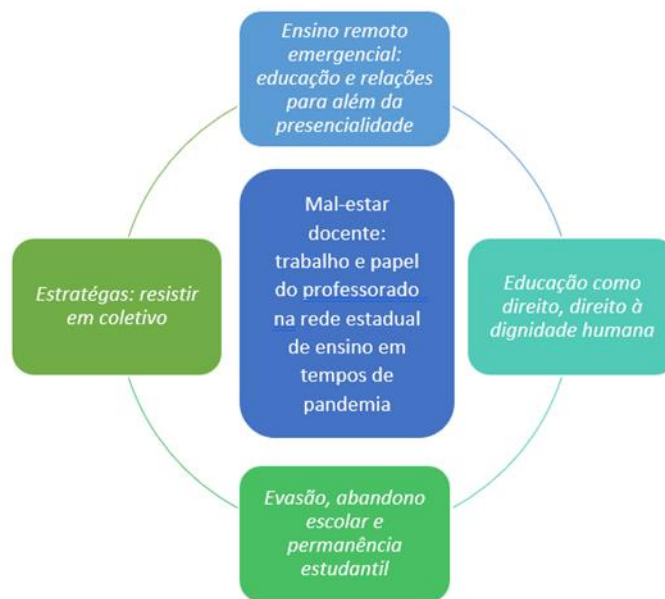 Ensino remoto
emergencial:
educação e relações
para além da
presencialidade
Mal-estar
docente:
trabalho e papel
do professorado
na rede estadual
de ensino em
tempos de
pandemia
Estratégas: resistir
em coletivo
Educação como
direito, direito à
dignidade humana
Evasão, abandono
escolar e
permanência
estudantil